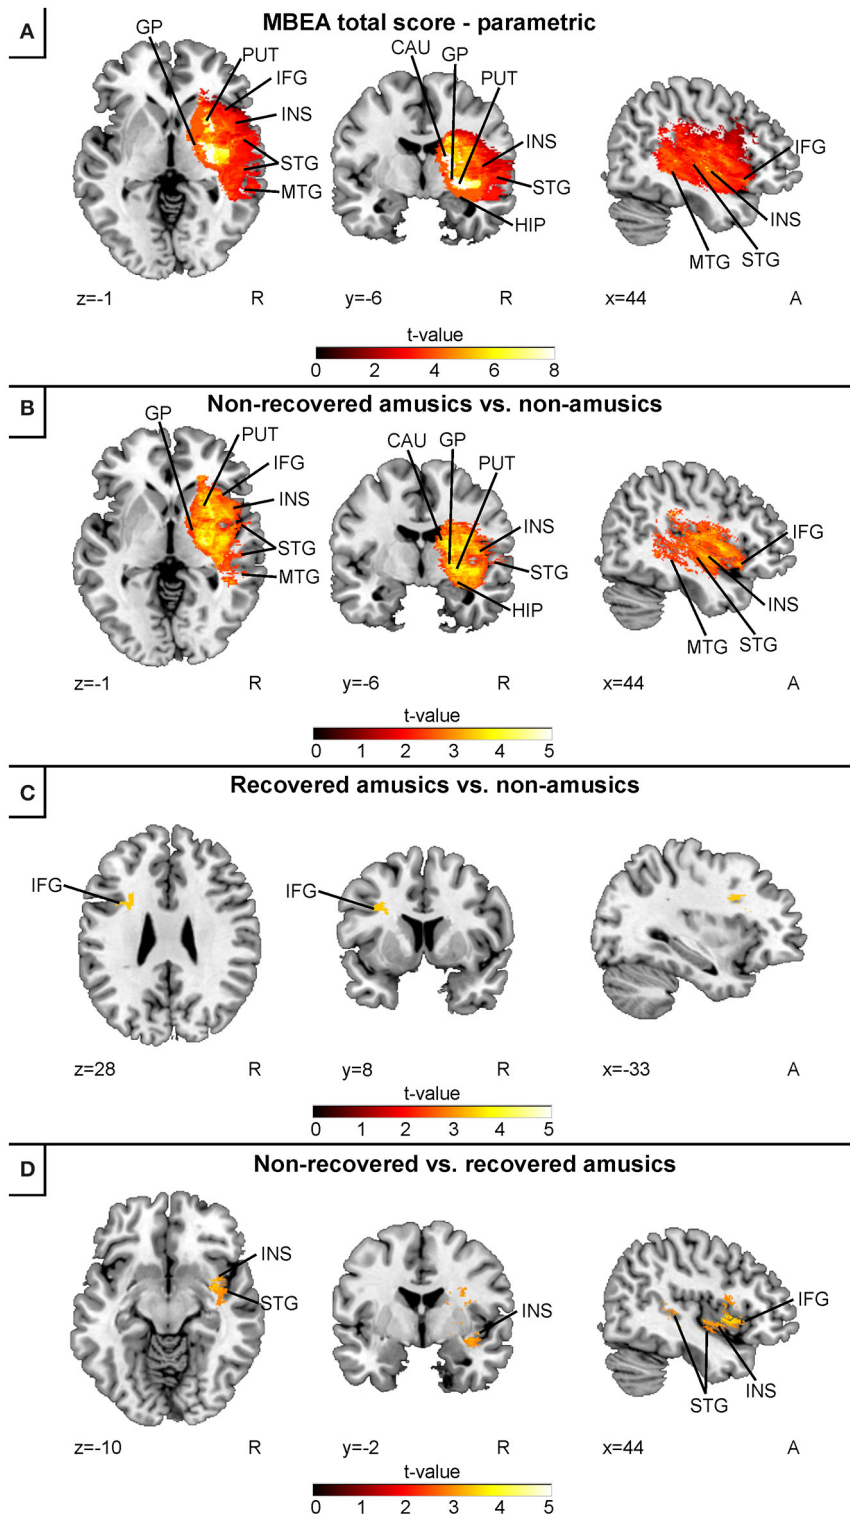 A
MBEA total score - parametric
GP
PUT
IFG
INS
STG
MTG
CAU
GP
PUT
INS
STG
HIP
IFG
INS
STG
MTG
z=-1
R
y=-6
R
x=44
A
t-value
0 2 4 6 8
B
Non-recovered amusics vs. non-amusics
GP
PUT
IFG
INS
STG
MTG
CAU
GP
PUT
INS
STG
HIP
IFG
INS
STG
MTG
z=-1
R
y=-6
R
x=44
A
t-value
0 1 2 3 4 5
C
Recovered amusics vs. non-amusics
IFG
IFG
z=28
R
y=8
R
x=-33
A
t-value
0 1 2 3 4 5
D
Non-recovered vs. recovered amusics
INS
STG
INS
IFG
INS
STG
z=-10
R
y=-2
R
x=44
A
t-value
0 1 2 3 4 5